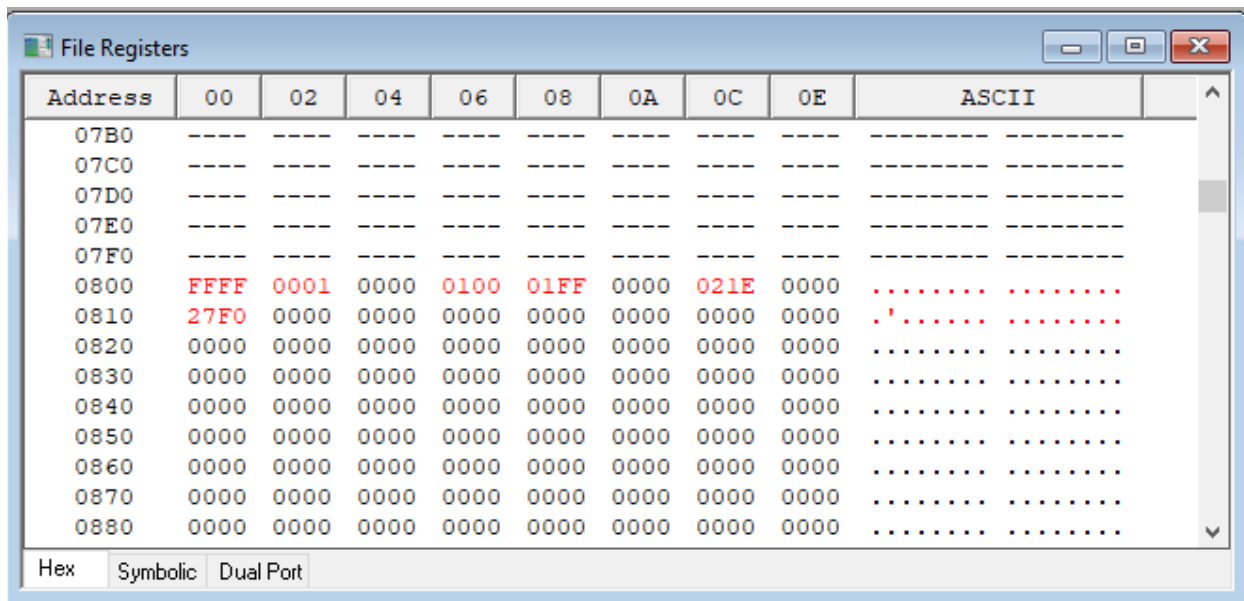 File Registers
Address 00 02 04 06 08 0A 0C 0E ASCII
07B0 ---- ---- ---- ---- ---- ---- ---- ---- -------- --------
07C0 ---- ---- ---- ---- ---- ---- ---- ---- -------- --------
07D0 ---- ---- ---- ---- ---- ---- ---- ---- -------- --------
07E0 ---- ---- ---- ---- ---- ---- ---- ---- -------- --------
07F0 ---- ---- ---- ---- ---- ---- ---- ---- -------- --------
0800 FFFF 0001 0000 0100 01FF 0000 021E 0000 ........ ........
0810 27F0 0000 0000 0000 0000 0000 0000 0000 .'...... ........
0820 0000 0000 0000 0000 0000 0000 0000 0000 ........ ........
0830 0000 0000 0000 0000 0000 0000 0000 0000 ........ ........
0840 0000 0000 0000 0000 0000 0000 0000 0000 ........ ........
0850 0000 0000 0000 0000 0000 0000 0000 0000 ........ ........
0860 0000 0000 0000 0000 0000 0000 0000 0000 ........ ........
0870 0000 0000 0000 0000 0000 0000 0000 0000 ........ ........
0880 0000 0000 0000 0000 0000 0000 0000 0000 ........ ........
Hex Symbolic Dual Port